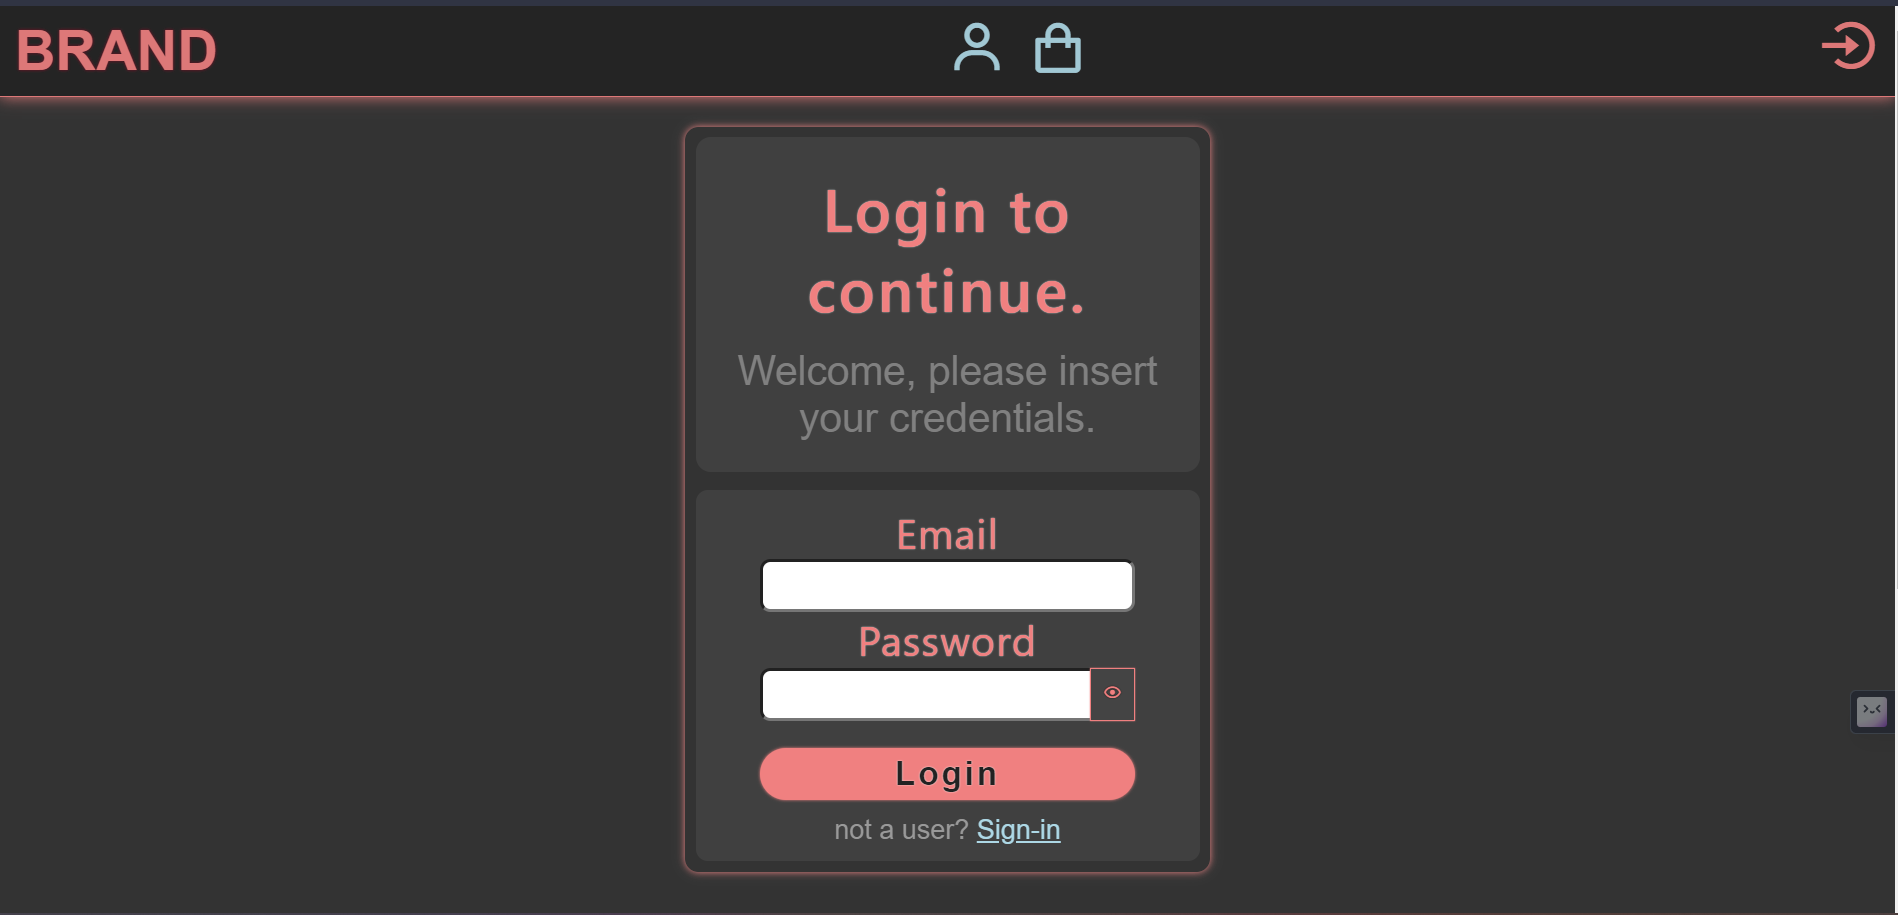 BRAND
Login to
continue.
Welcome, please insert
your credentials.
Email
Password
Login
not a user? Sign-in